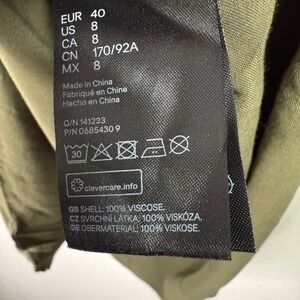 EUR 40
US 8
CA 8
CN 170/92A
MX 8
Made in China
Fabriqué en Chine
Hecho en China
O/N 141233
P/N 0685430 9
30
clevercare.info
GB SHELL: 100% VISCOSE.
CZ SVRCHNÍ LÁTKA: 100% VISKÓZA.
DE OBERMATERIAL: 100% VISKOSE.